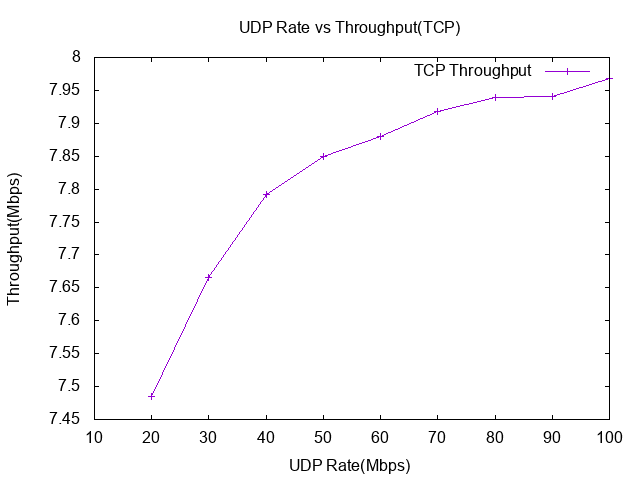 UDP Rate vs Throughput(TCP)
TCP Throughput
Throughput(Mbps)
8
7.95
7.9
7.85
7.8
7.75
7.7
7.65
7.6
7.55
7.5
7.45
10 20 30 40 50 60 70 80 90 100
UDP Rate(Mbps)